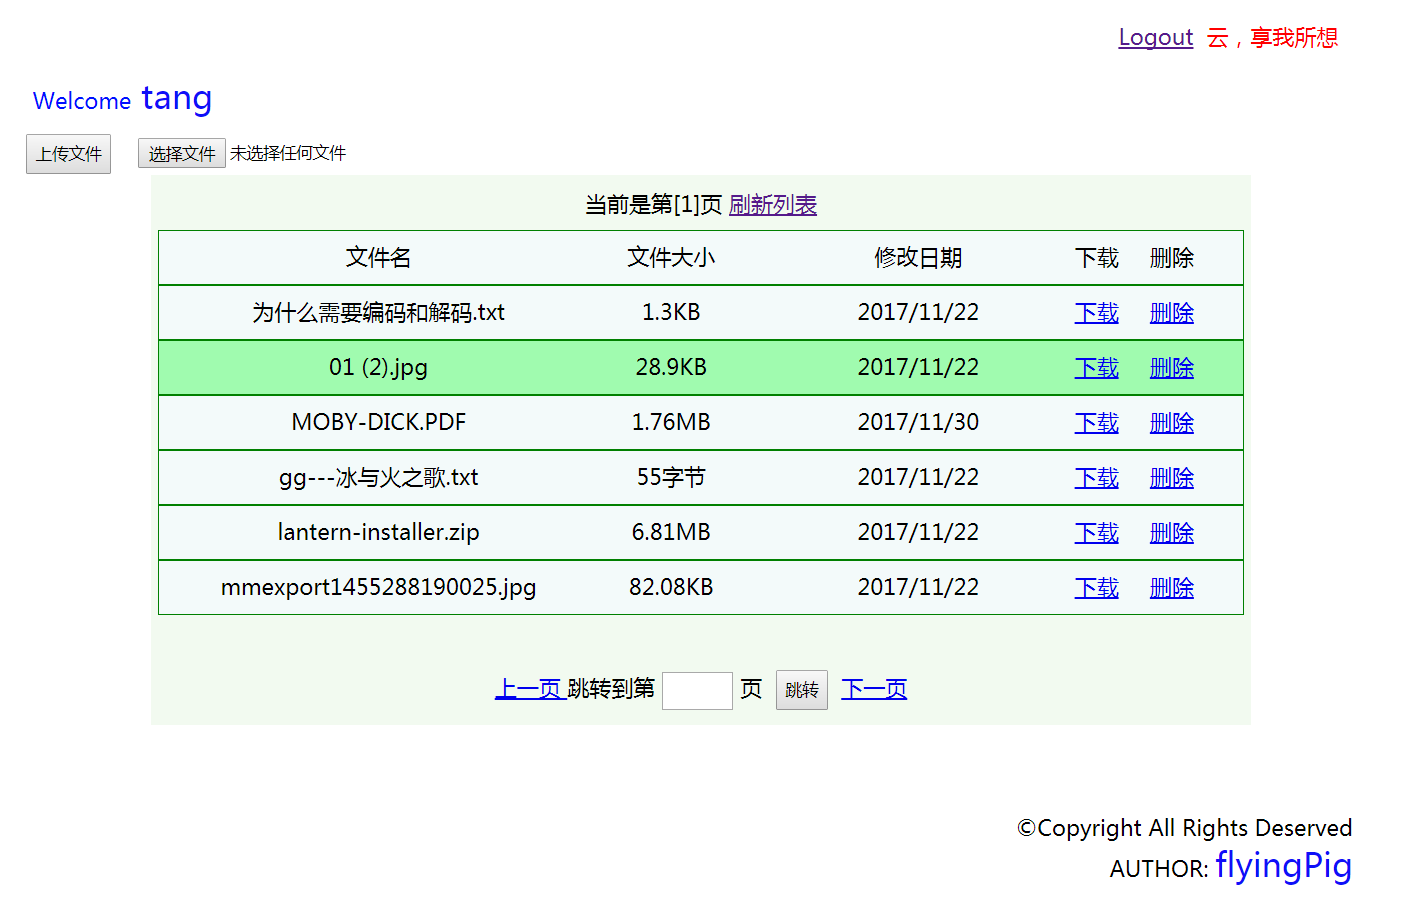 Logout 云，享我所想
Welcome tang
上传文件 选择文件 未选择任何文件
当前是第[1]页 刷新列表
文件名 文件大小 修改日期 下载 删除
为什么需要编码和解码.txt 1.3KB 2017/11/22 下载 删除
01 (2).jpg 28.9KB 2017/11/22 下载 删除
MOBY-DICK.PDF 1.76MB 2017/11/30 下载 删除
gg---冰与火之歌.txt 55字节 2017/11/22 下载 删除
lantern-installer.zip 6.81MB 2017/11/22 下载 删除
mmexport1455288190025.jpg 82.08KB 2017/11/22 下载 删除
上一页 跳转到第 页 跳转 下一页
©Copyright All Rights Deserved
AUTHOR: flyingPig